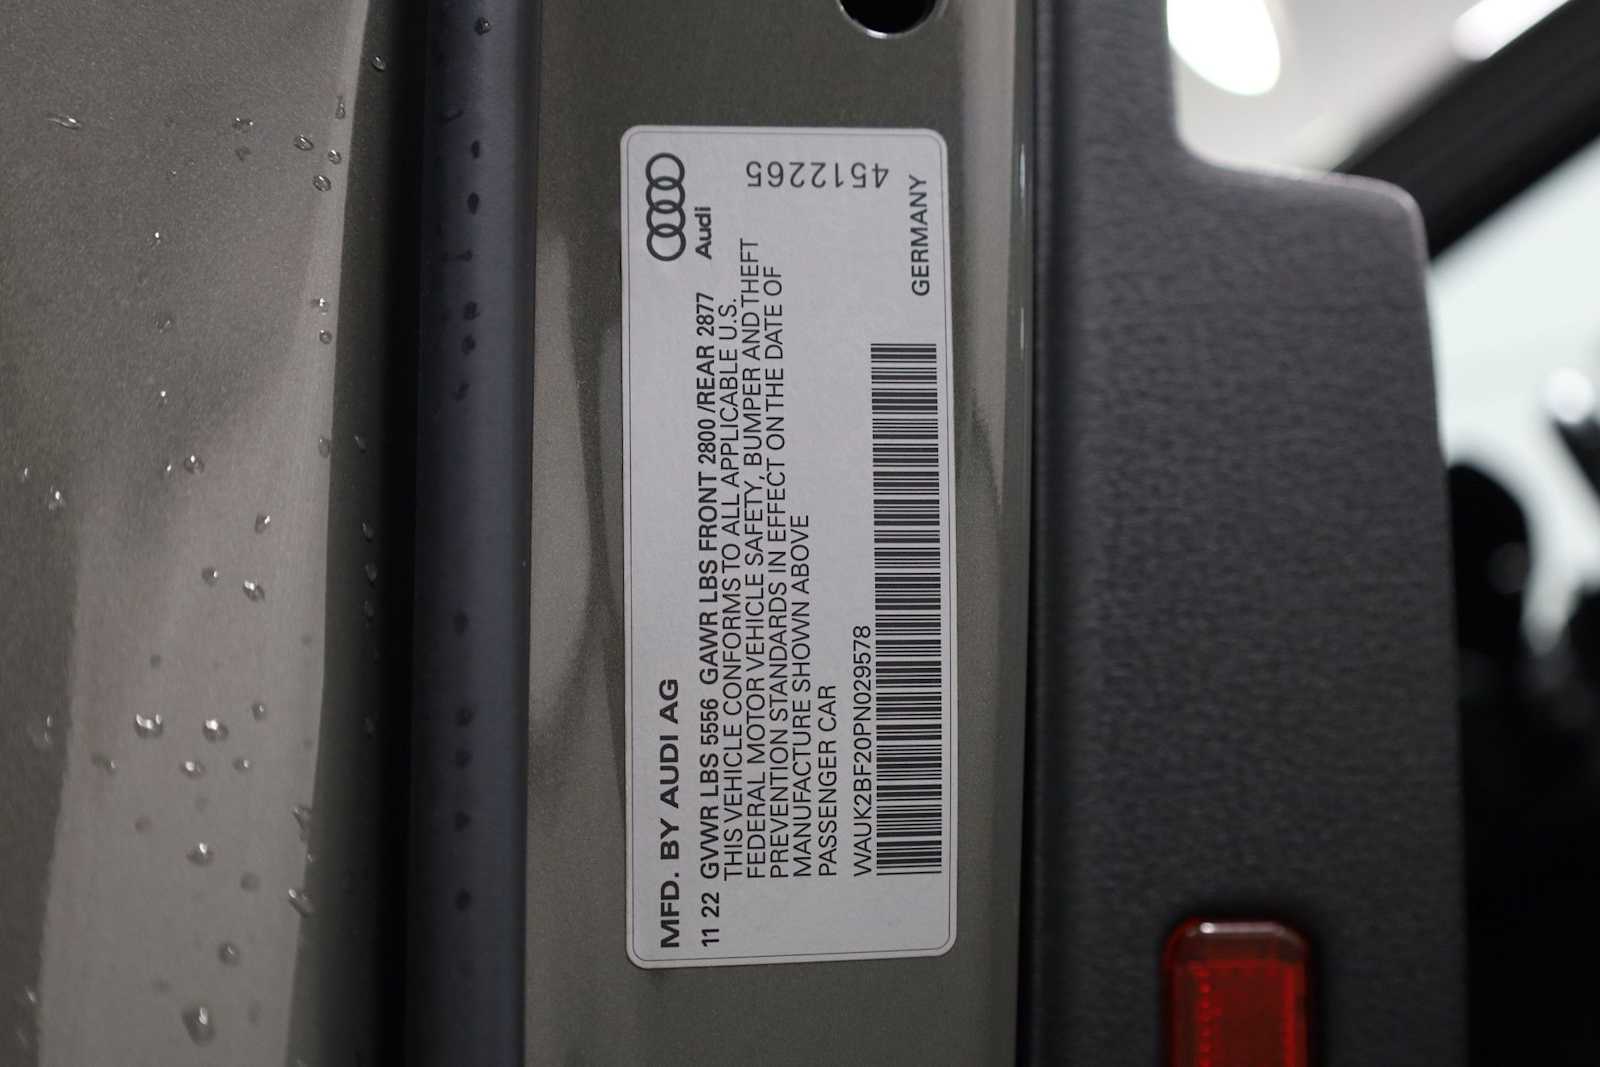 MFD. BY AUDI AG
Audi
11 22 GVWR LBS 5556 GAWR LBS FRONT 2800 /REAR 2877
THIS VEHICLE CONFORMS TO ALL APPLICABLE U.S.
FEDERAL MOTOR VEHICLE SAFETY, BUMPER AND THEFT
PREVENTION STANDARDS IN EFFECT ON THE DATE OF
MANUFACTURE SHOWN ABOVE
PASSENGER CAR
4512265
WAUK2BF20PN029578
GERMANY